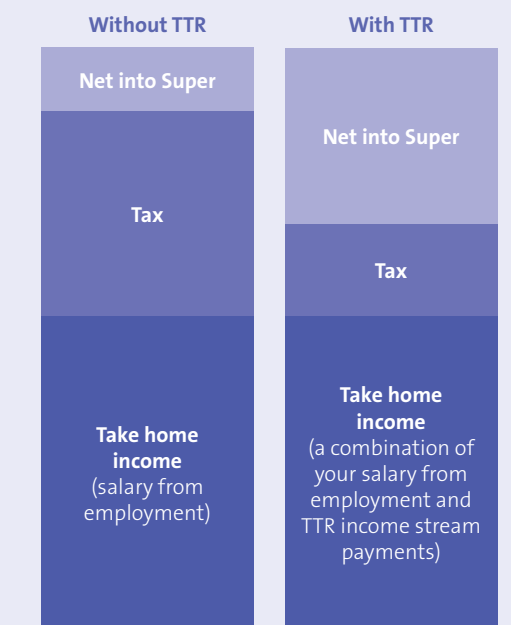 Without TTR
Net into Super
Tax
Take home
income
(salary from
employment)
With TTR
Net into Super
Tax
Take home
income
(a combination of
your salary from
employment and
TTR income stream
payments)